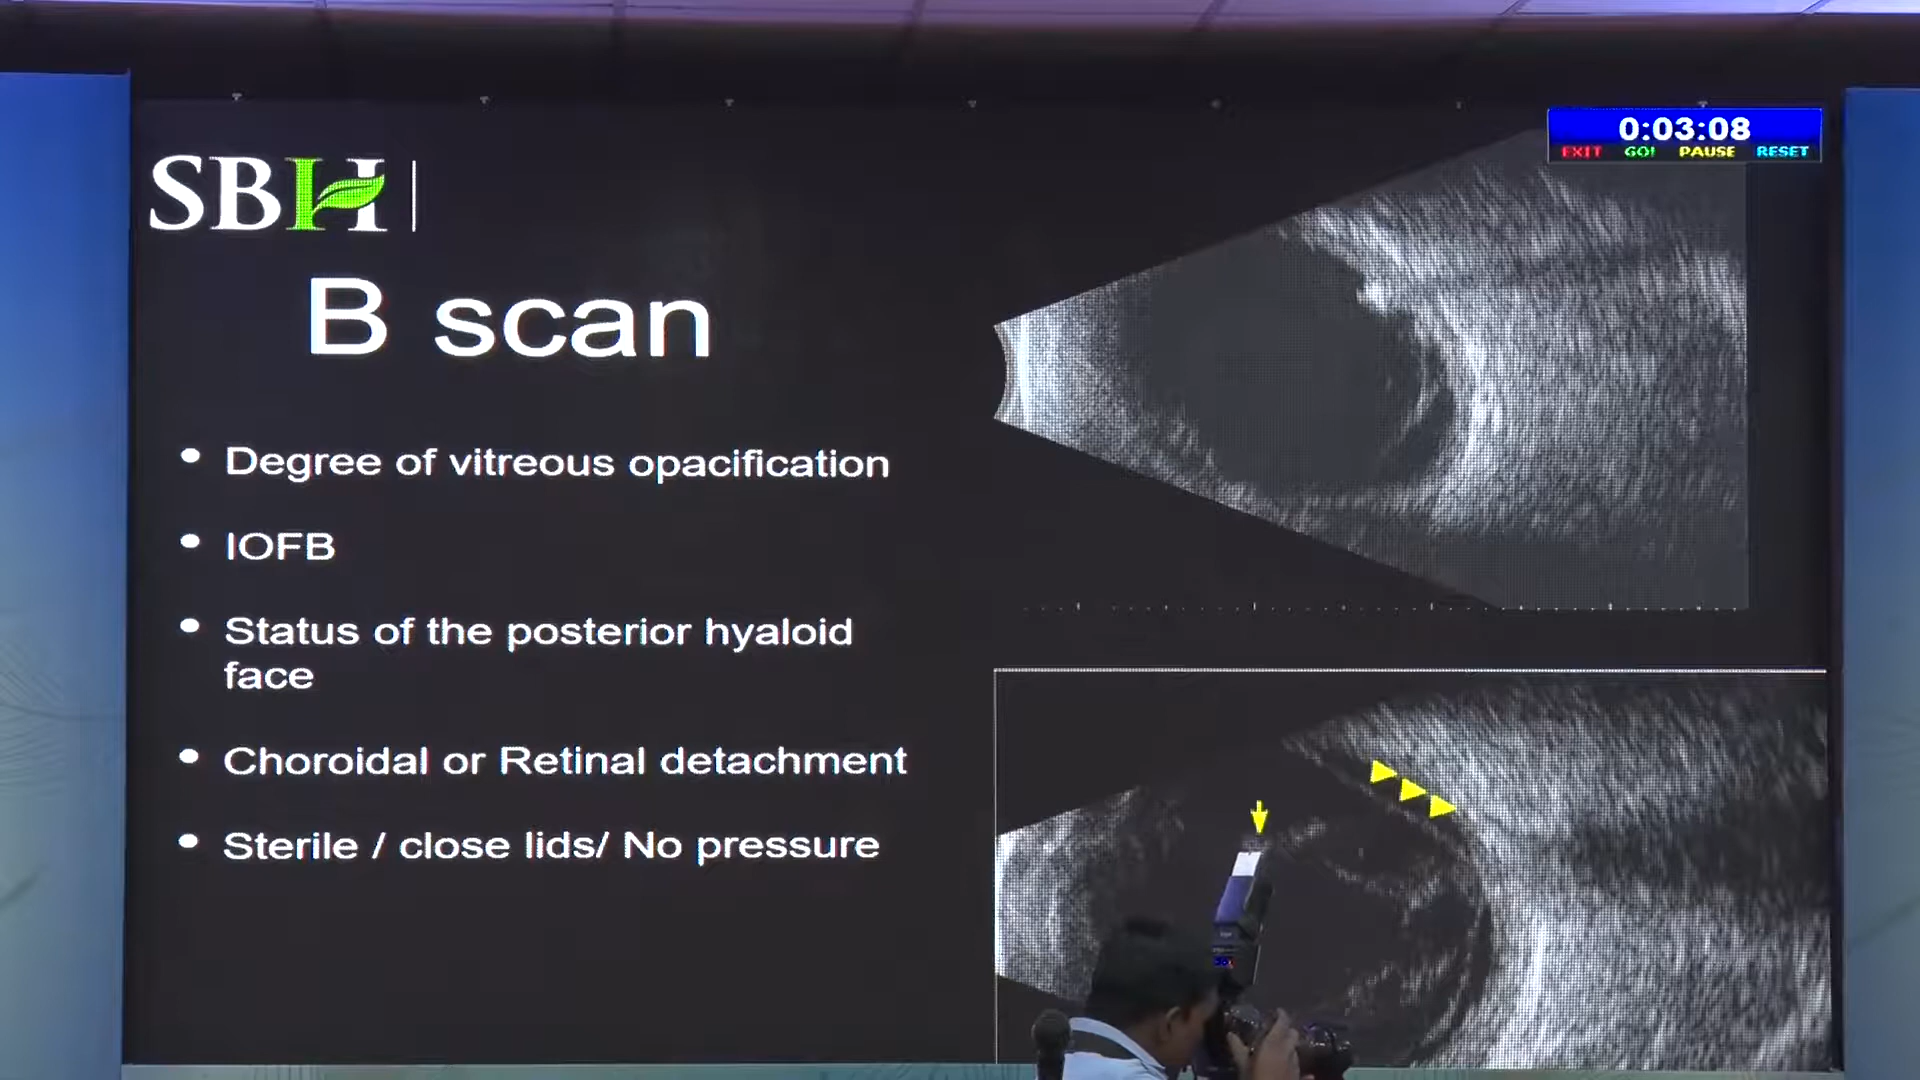 SBH
0:03:08
EXIT GO! PAUSE RESET
B scan
• Degree of vitreous opacification
• IOFB
• Status of the posterior hyaloid
face
• Choroidal or Retinal detachment
• Sterile / close lids/ No pressure